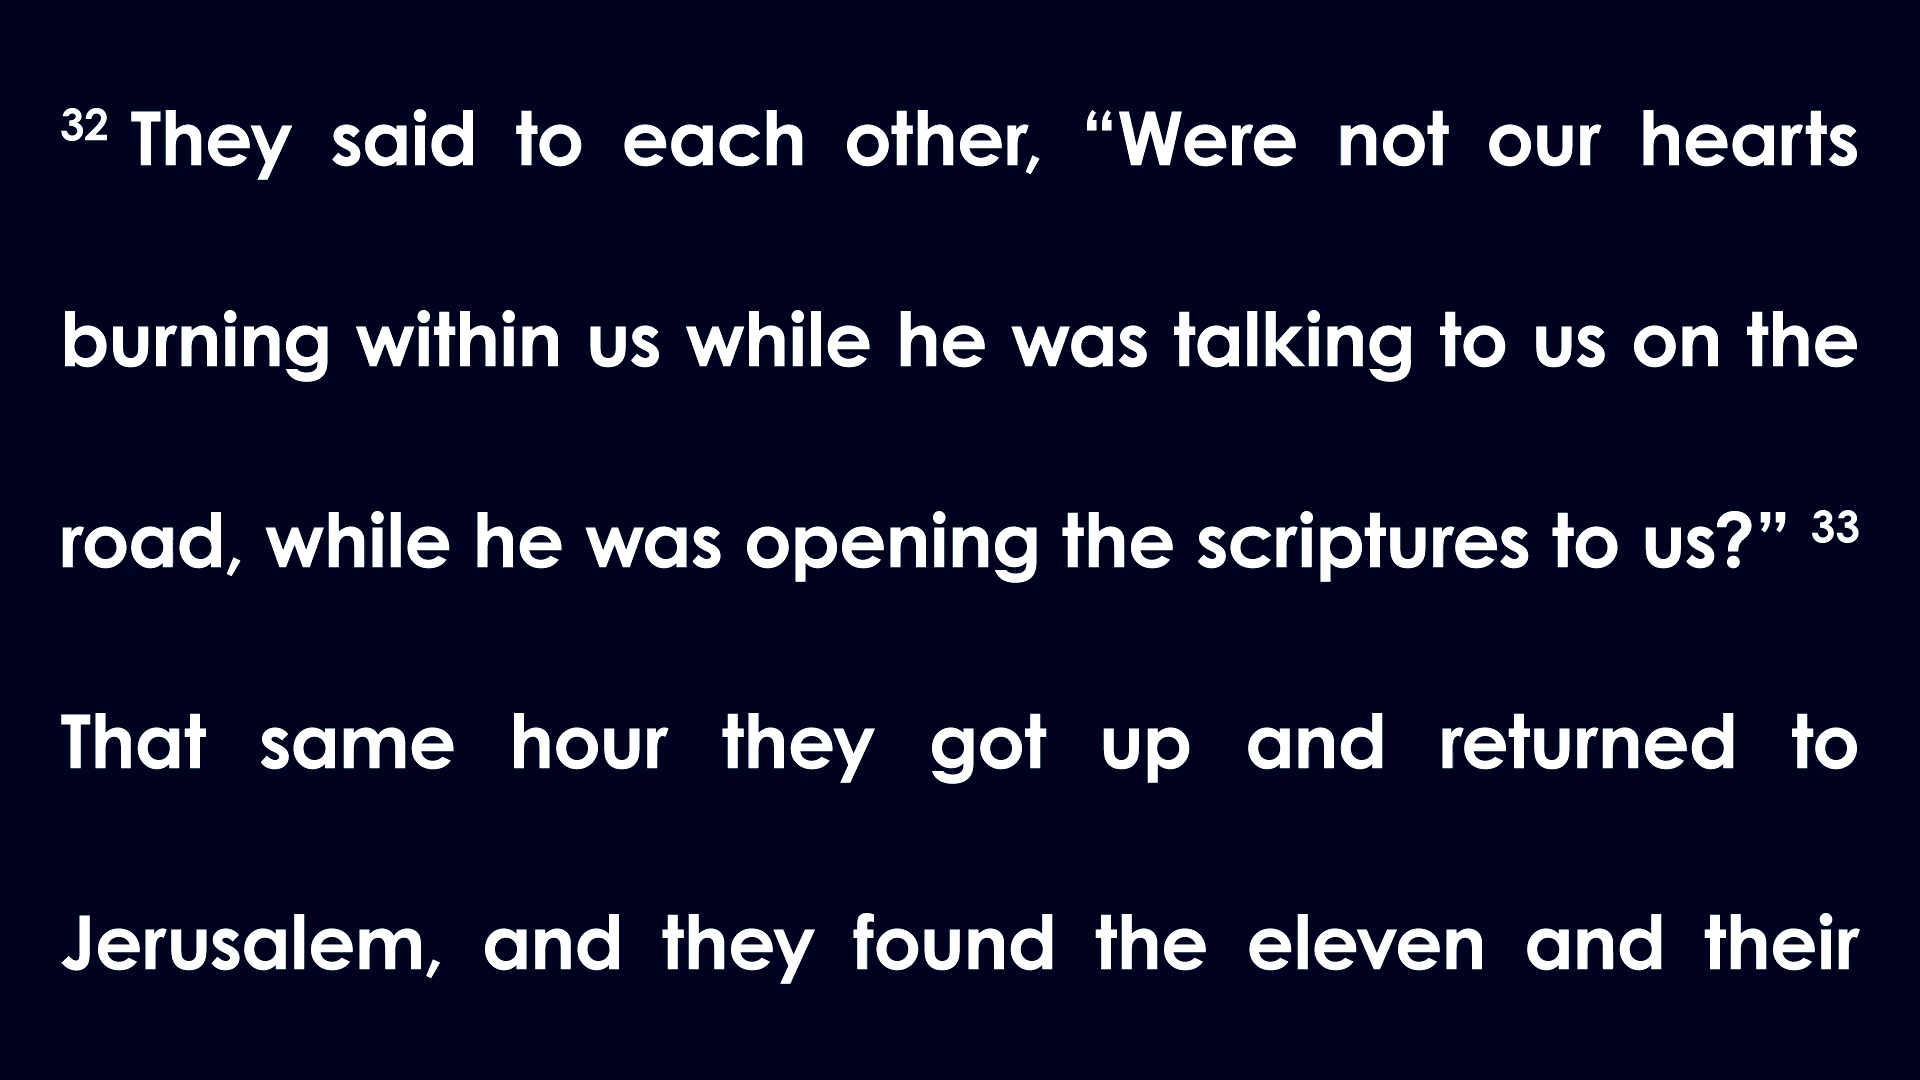 32 They said to each other, “Were not our hearts
burning within us while he was talking to us on the
road, while he was opening the scriptures to us?” 33
That same hour they got up and returned to
Jerusalem, and they found the eleven and their